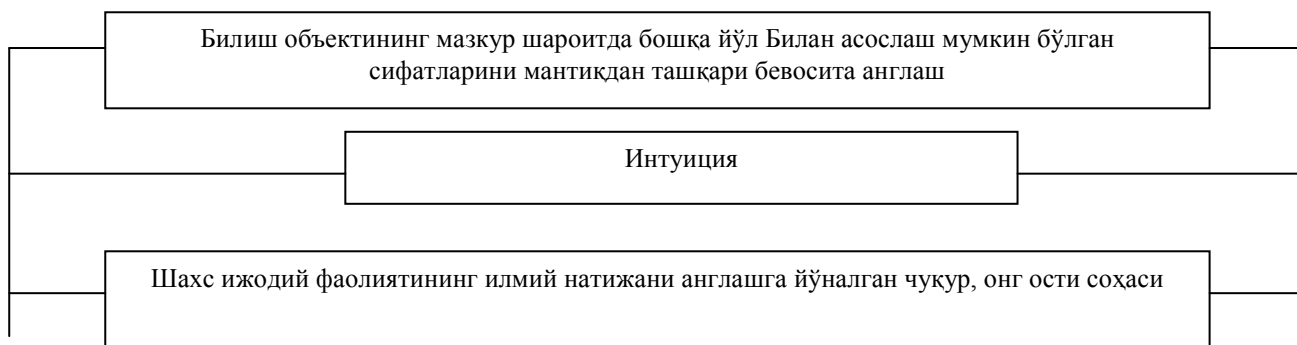 Билиш объектининг мазкур шароитда бошқа йўл Билан асослаш мумкин бўлган
сифатларини мантиқдан ташқари бевосита англаш
Интуиция
Шахс ижодий фаолиятининг илмий натижани англашга йўналган чуқур, онг ости соҳаси